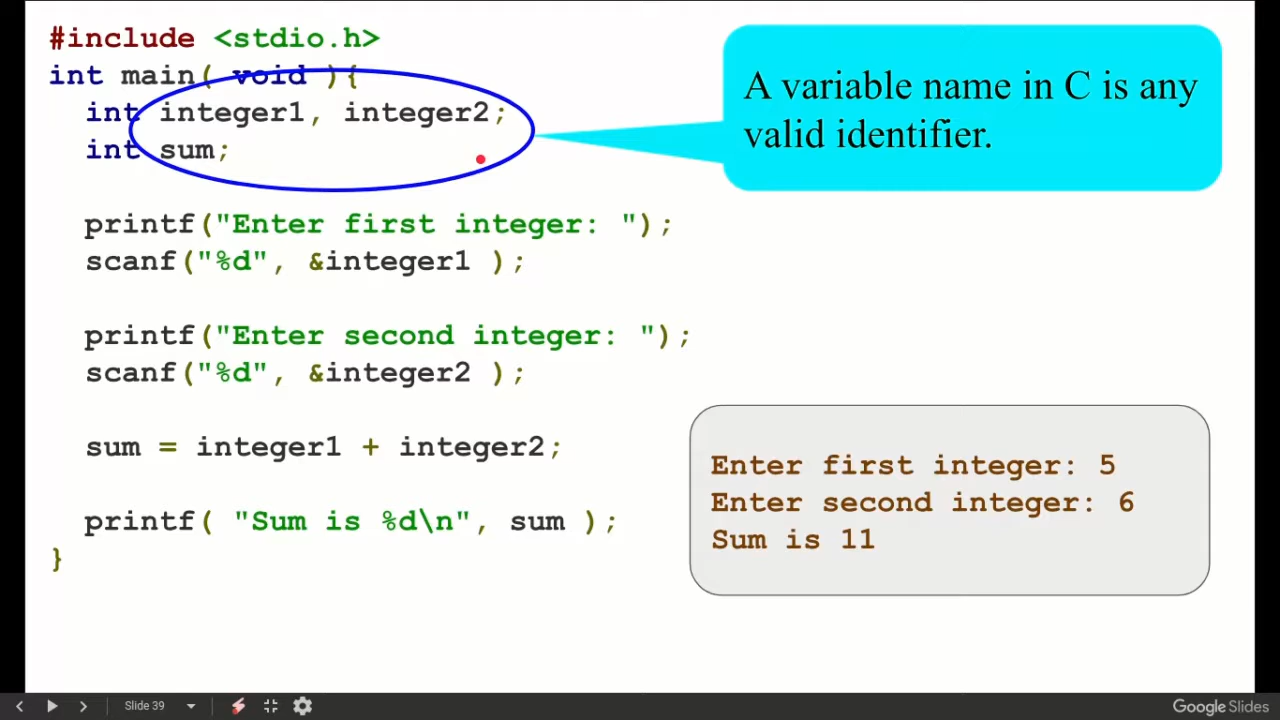 #include <stdio.h>
int main( void ){
int integer1, integer2;
int sum;
printf("Enter first integer: ");
scanf("%d", &integer1 );
printf("Enter second integer: ");
scanf("%d", &integer2 );
sum = integer1 + integer2;
printf( "Sum is %d\n", sum );
}
A variable name in C is any
valid identifier.
Enter first integer: 5
Enter second integer: 6
Sum is 11
Slide 39
Google Slides